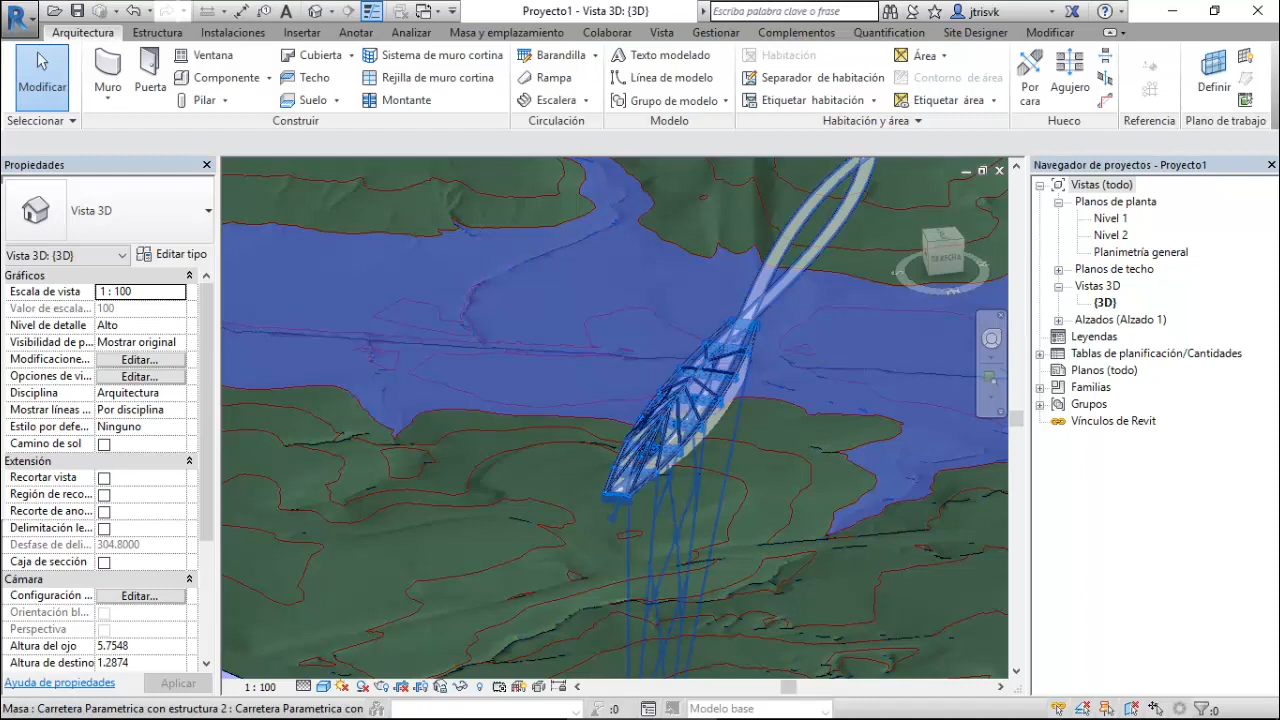 Proyecto1 - Vista 3D: {3D}
Escriba palabra clave o frase
jtrisvk
Arquitectura Estructura Instalaciones Insertar Anotar Analizar Masa y emplazamiento Colaborar Vista Gestionar Complementos Quantification Site Designer Modificar
Modificar
Seleccionar
Muro
Puerta
Ventana
Componente
Pilar
Cubierta
Techo
Suelo
Sistema de muro cortina
Rejilla de muro cortina
Montante
Construir
Barandilla
Rampa
Escalera
Circulación
Texto modelado
Línea de modelo
Grupo de modelo
Modelo
Habitación
Separador de habitación
Etiquetar habitación
Área
Contorno de área
Etiquetar área
Habitación y área
Por
cara
Agujero
Hueco
Referencia
Definir
Plano de trabajo
Propiedades
Vista 3D
Vista 3D: {3D}
Editar tipo
Gráficos
Escala de vista 1 : 100
Valor de escala... 100
Nivel de detalle Alto
Visibilidad de p... Mostrar original
Modificacione... Editar...
Opciones de vi... Editar...
Disciplina Arquitectura
Mostrar líneas ... Por disciplina
Estilo por defe... Ninguno
Camino de sol
Extensión
Recortar vista
Región de reco...
Recorte de ano...
Delimitación le...
Desfase de deli... 304.8000
Caja de sección
Cámara
Configuración ... Editar...
Orientación bl...
Perspectiva
Altura del ojo 5.7548
Altura de destino 1.2874
Ayuda de propiedades
Aplicar
1 : 100
Navegador de proyectos - Proyecto1
Vistas (todo)
Planos de planta
Nivel 1
Nivel 2
Planimetría general
Planos de techo
Vistas 3D
{3D}
Alzados (Alzado 1)
Leyendas
Tablas de planificación/Cantidades
Planos (todo)
Familias
Grupos
Vínculos de Revit
Masa : Carretera Parametrica con estructura 2 : Carretera Parametrica con
:0
Modelo base
:0